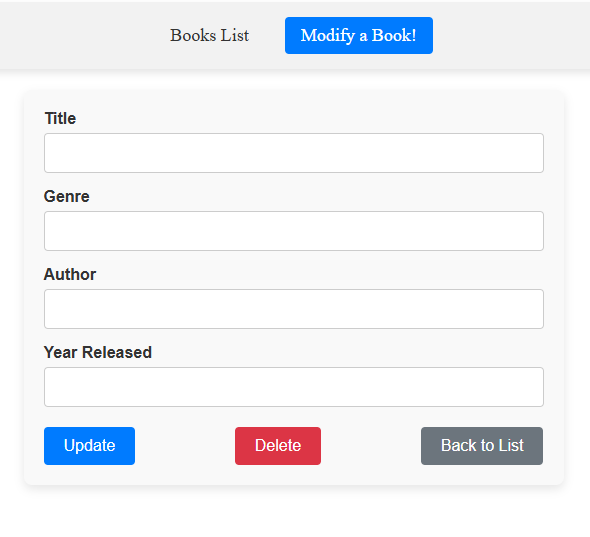 Books List Modify a Book!
Title
Genre
Author
Year Released
Update Delete Back to List